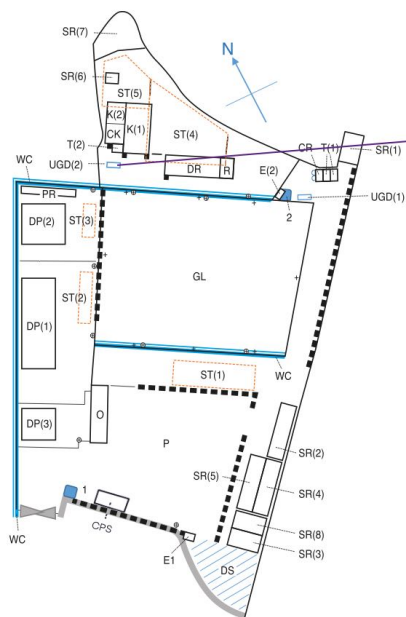 SR(7)
SR(6)
N
ST(5)
K(2)
K(1)
ST(4)
CK
T(2)
WC
UGD(2)
DR
R
CR
T(1)
SR(1)
E(2)
UGD(1)
2
PR
DP(2)
ST(3)
GL
ST(2)
DP(1)
ST(1)
WC
DP(3)
O
P
SR(2)
SR(5)
SR(4)
1
CPS
SR(8)
WC
E1
SR(3)
DS